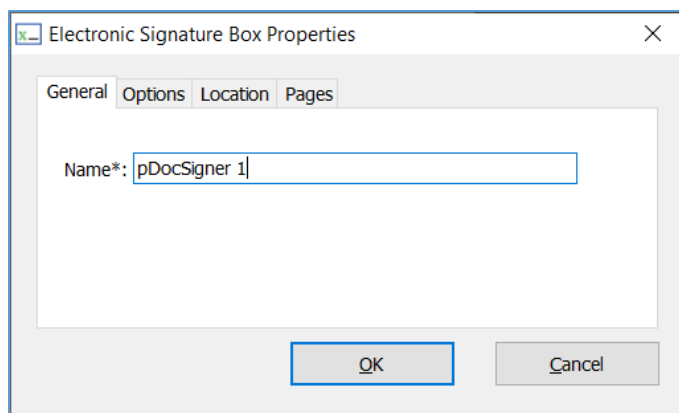 Electronic Signature Box Properties
General Options Location Pages
Name*: pDocSigner 1
OK Cancel